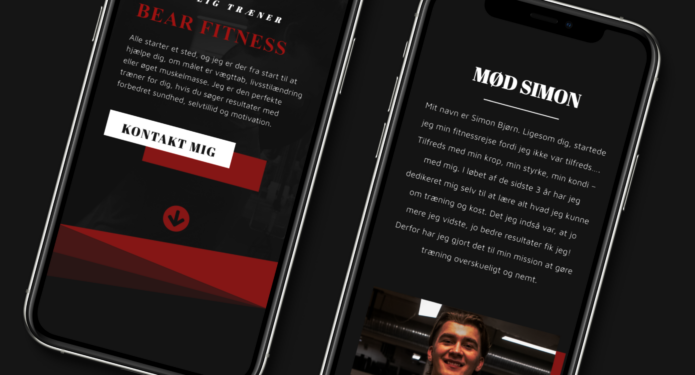 LIG TRÆNER
BEAR FITNESS
Alle starter et sted, og jeg er der fra start til at
hjælpe dig, om målet er vægttab, livsstilændring
eller øget muskelmasse. Jeg er den perfekte
træner for dig, hvis du søger resultater med
forbedret sundhed, selvtillid og motivation.
KONTAKT MIG
MØD SIMON
Mit navn er Simon Bjørn. Ligesom dig, startede
jeg min fitnessrejse fordi jeg ikke var tilfreds...
Tilfreds med min krop, min styrke, min kondi –
med mig. I løbet af de sidste 3 år har jeg
dedikeret mig selv til at lære alt hvad jeg kunne
om træning og kost. Det jeg indså var, at jo
mere jeg vidste, jo bedre resultater fik jeg!
Derfor har jeg gjort det til min mission at gøre
træning overskueligt og nemt.